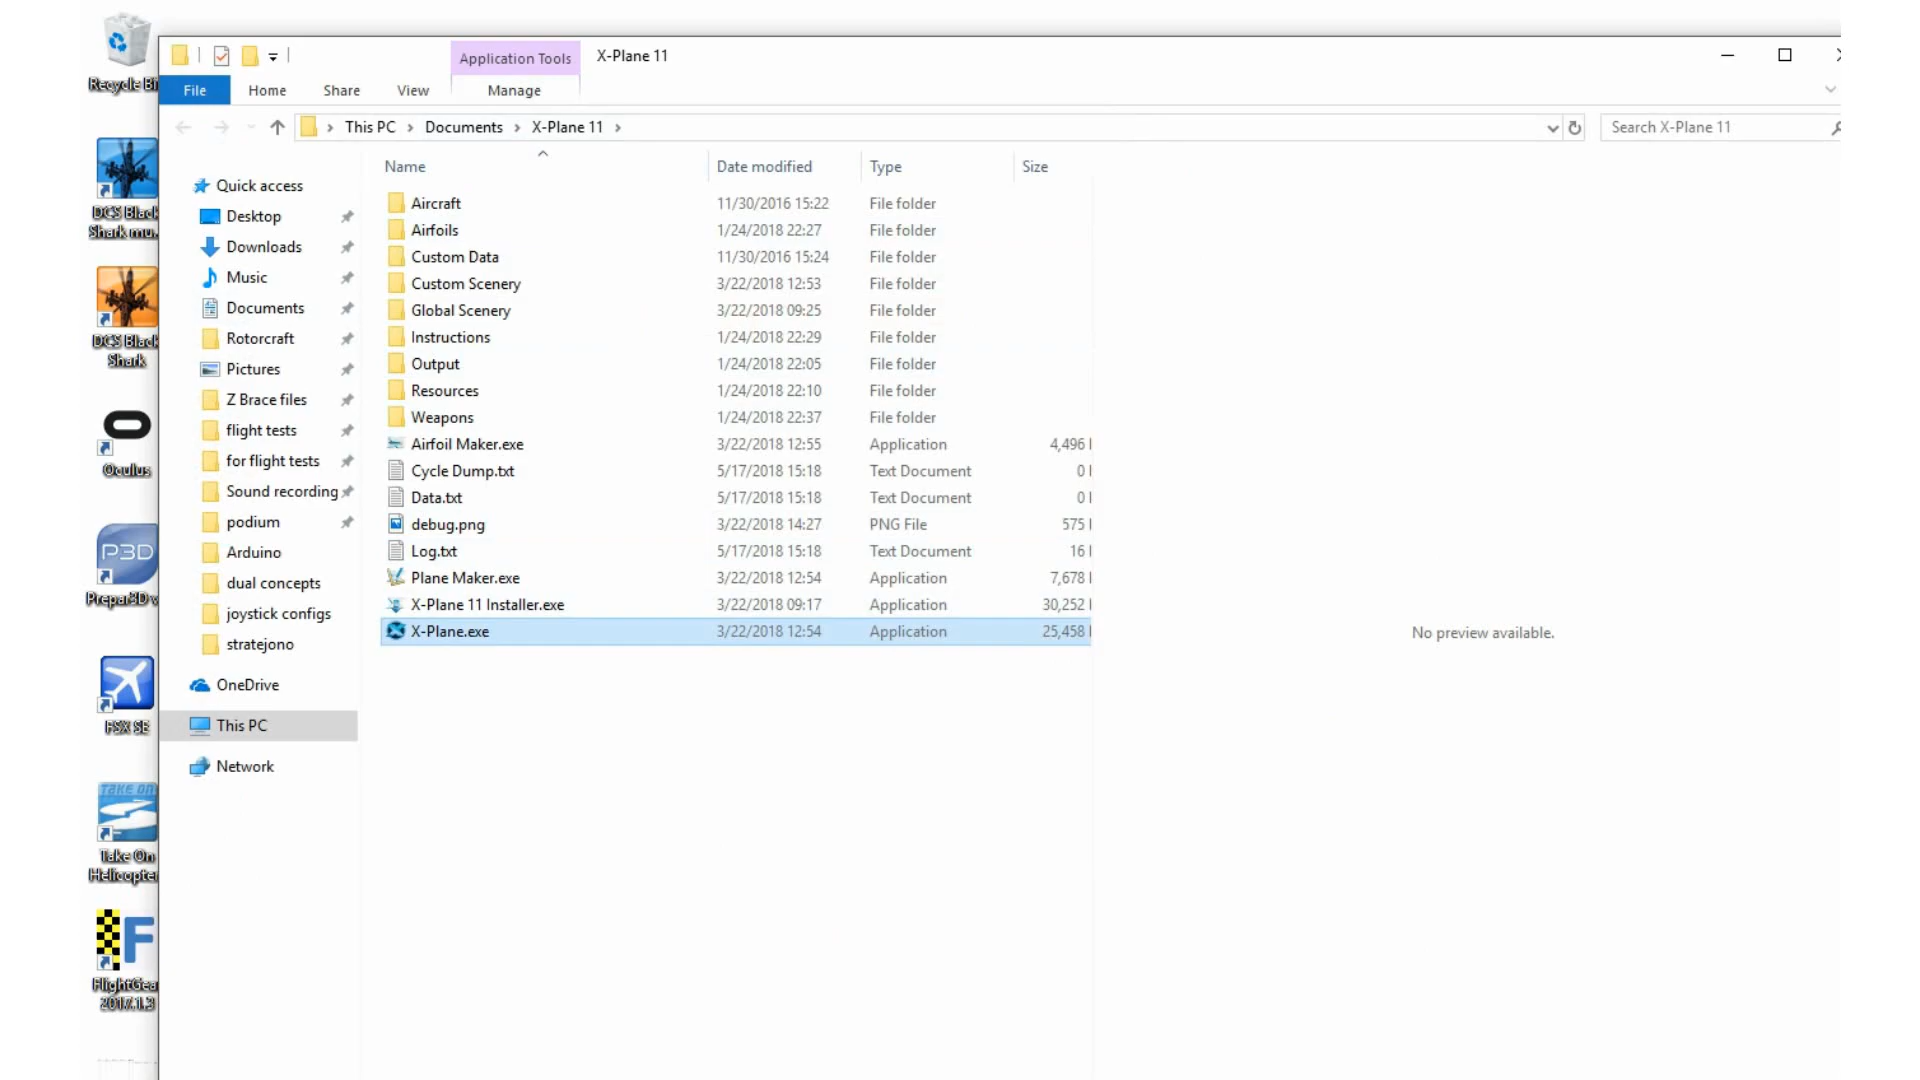 Application Tools
X-Plane 11
File
Home
Share
View
Manage
This PC
Documents
X-Plane 11
Search X-Plane 11
Name
Date modified
Type
Size
Quick access
Desktop
Downloads
Music
Documents
Rotorcraft
Pictures
Z Brace files
flight tests
for flight tests
Sound recording
podium
Arduino
dual concepts
joystick configs
stratejono
OneDrive
This PC
Network
Aircraft 11/30/2016 15:22 File folder
Airfoils 1/24/2018 22:27 File folder
Custom Data 11/30/2016 15:24 File folder
Custom Scenery 3/22/2018 12:53 File folder
Global Scenery 3/22/2018 09:25 File folder
Instructions 1/24/2018 22:29 File folder
Output 1/24/2018 22:05 File folder
Resources 1/24/2018 22:10 File folder
Weapons 1/24/2018 22:37 File folder
Airfoil Maker.exe 3/22/2018 12:55 Application 4,496
Cycle Dump.txt 5/17/2018 15:18 Text Document 0
Data.txt 5/17/2018 15:18 Text Document 0
debug.png 3/22/2018 14:27 PNG File 575
Log.txt 5/17/2018 15:18 Text Document 16
Plane Maker.exe 3/22/2018 12:54 Application 7,678
X-Plane 11 Installer.exe 3/22/2018 09:17 Application 30,252
X-Plane.exe 3/22/2018 12:54 Application 25,458
No preview available.
Recycle Bi
DCS Black
Shark mu.
DCS Black
Shark
Oculus
P3D
Prepar3D v
FSX SE
TAKE ON
Take On
Helicopte
F
FlightGea
2017.1.3